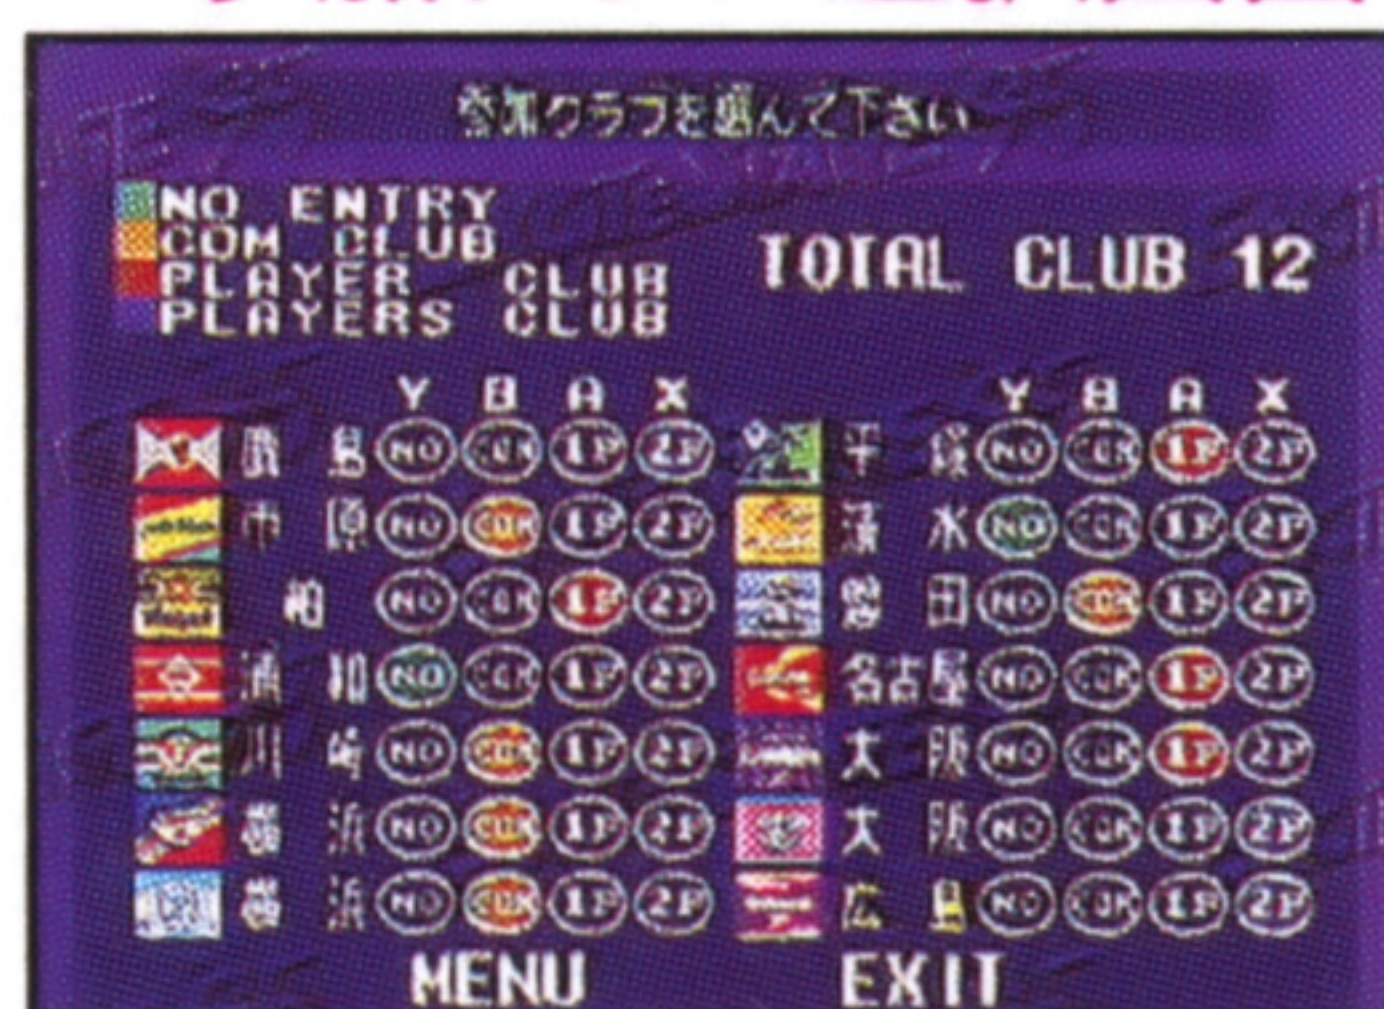 参加クラブを選んで下さい
NO ENTRY
COM CLUB
PLAYER CLUB
PLAYERS CLUB
TOTAL CLUB 12
Y B A X Y B A X
鹿島 NO COM 1P 2P 平塚 NO COM 1P 2P
市原 NO COM 1P 2P 清水 NO COM 1P 2P
柏 NO COM 1P 2P 磐田 NO COM 1P 2P
浦和 NO COM 1P 2P 名古屋 NO COM 1P 2P
川崎 NO COM 1P 2P 大阪 NO COM 1P 2P
横浜 NO COM 1P 2P 大阪 NO COM 1P 2P
横浜 NO COM 1P 2P 広島 NO COM 1P 2P
MENU EXIT